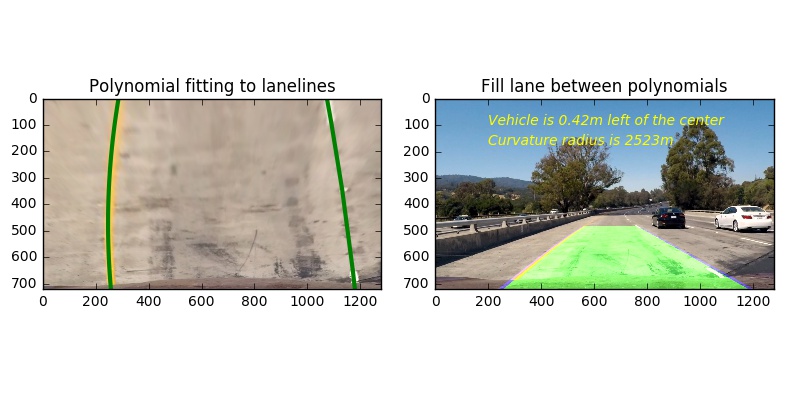 Polynomial fitting to lanelines
0
100
200
300
400
500
600
700
0 200 400 600 800 1000 1200
Fill lane between polynomials
Vehicle is 0.42m left of the center
Curvature radius is 2523m
0
100
200
300
400
500
600
700
0 200 400 600 800 1000 1200